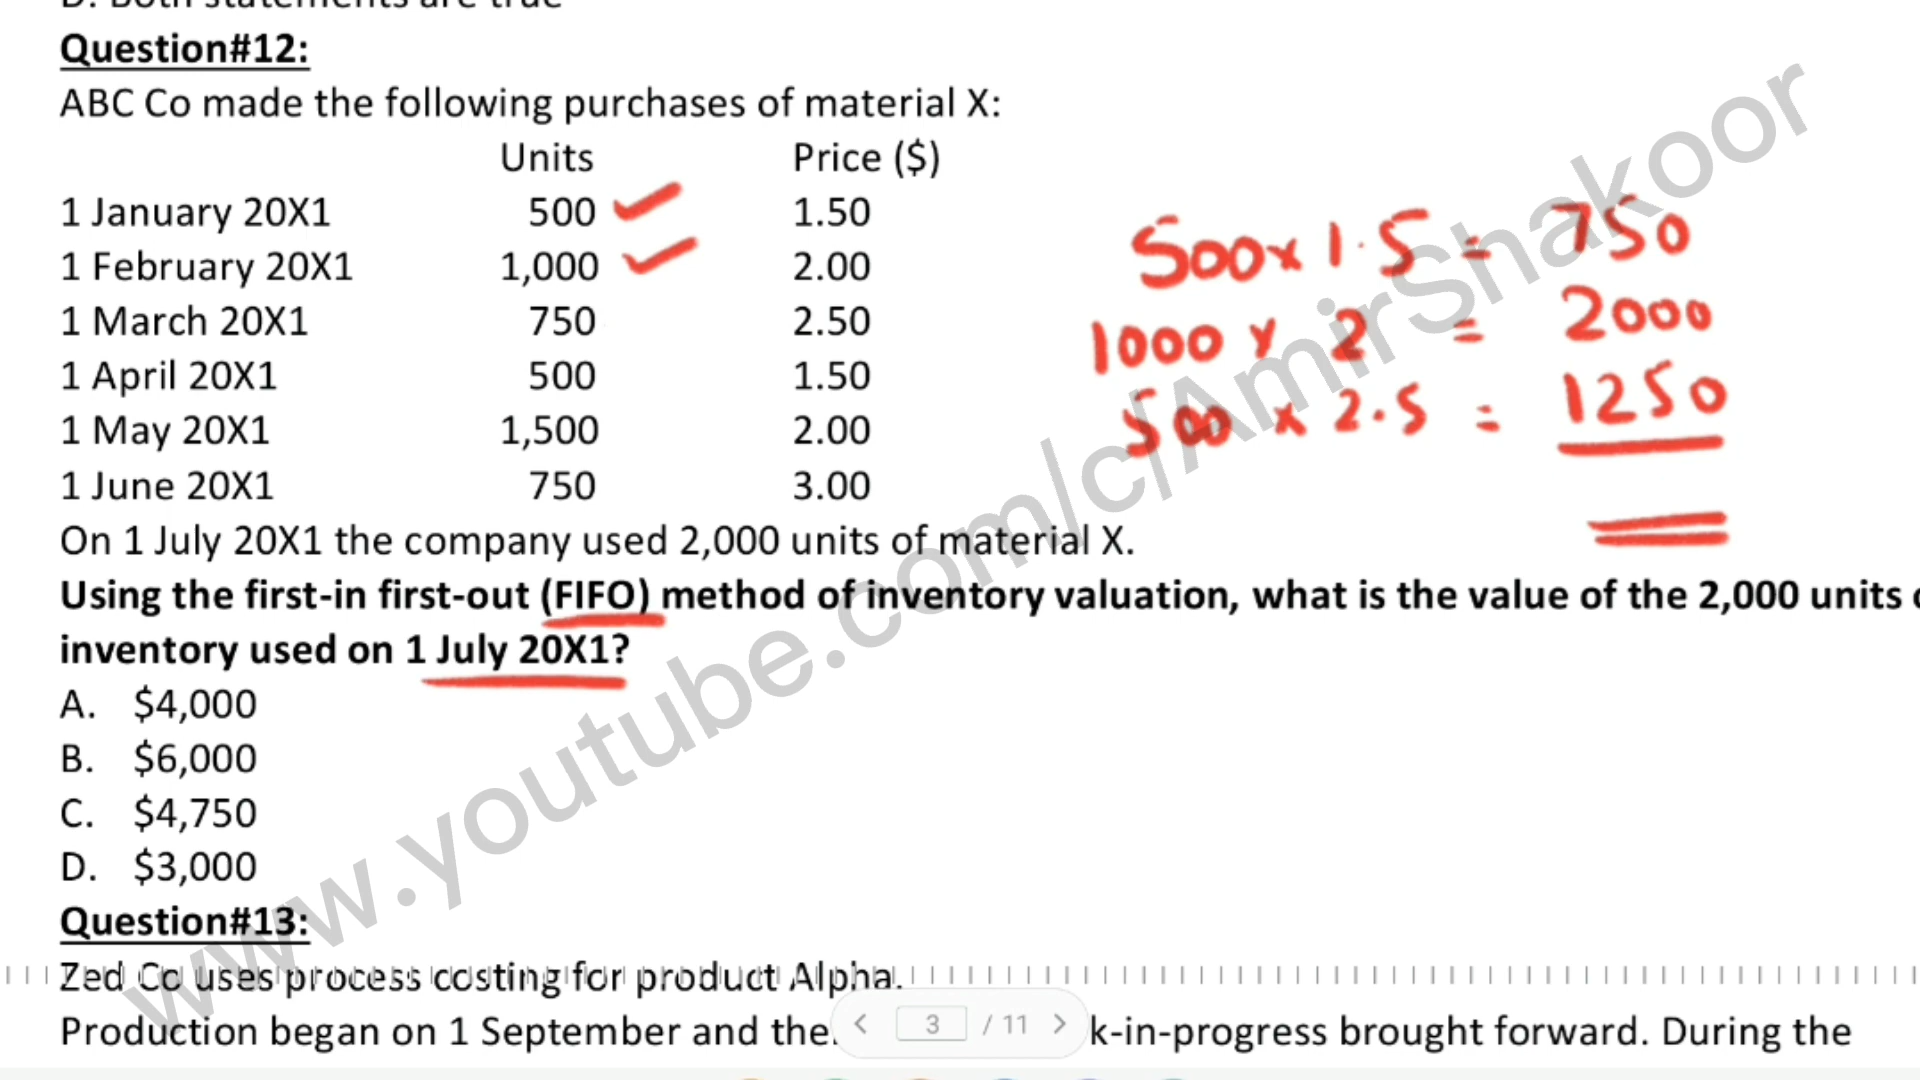 D. Both statements are true
Question#12:
ABC Co made the following purchases of material X:
Units Price ($)
1 January 20X1 500 1.50
1 February 20X1 1,000 2.00
1 March 20X1 750 2.50
1 April 20X1 500 1.50
1 May 20X1 1,500 2.00
1 June 20X1 750 3.00
500 x 1.5 = 750
1000 x 2 = 2000
500 x 2.5 = 1250
On 1 July 20X1 the company used 2,000 units of material X.
Using the first-in first-out (FIFO) method of inventory valuation, what is the value of the 2,000 units
inventory used on 1 July 20X1?
A. $4,000
B. $6,000
C. $4,750
D. $3,000
Question#13:
Zed Co uses process costing for product Alpha.
Production began on 1 September and the k-in-progress brought forward. During the
< 3 / 11 >
www.youtube.com/c/AmirShakoor